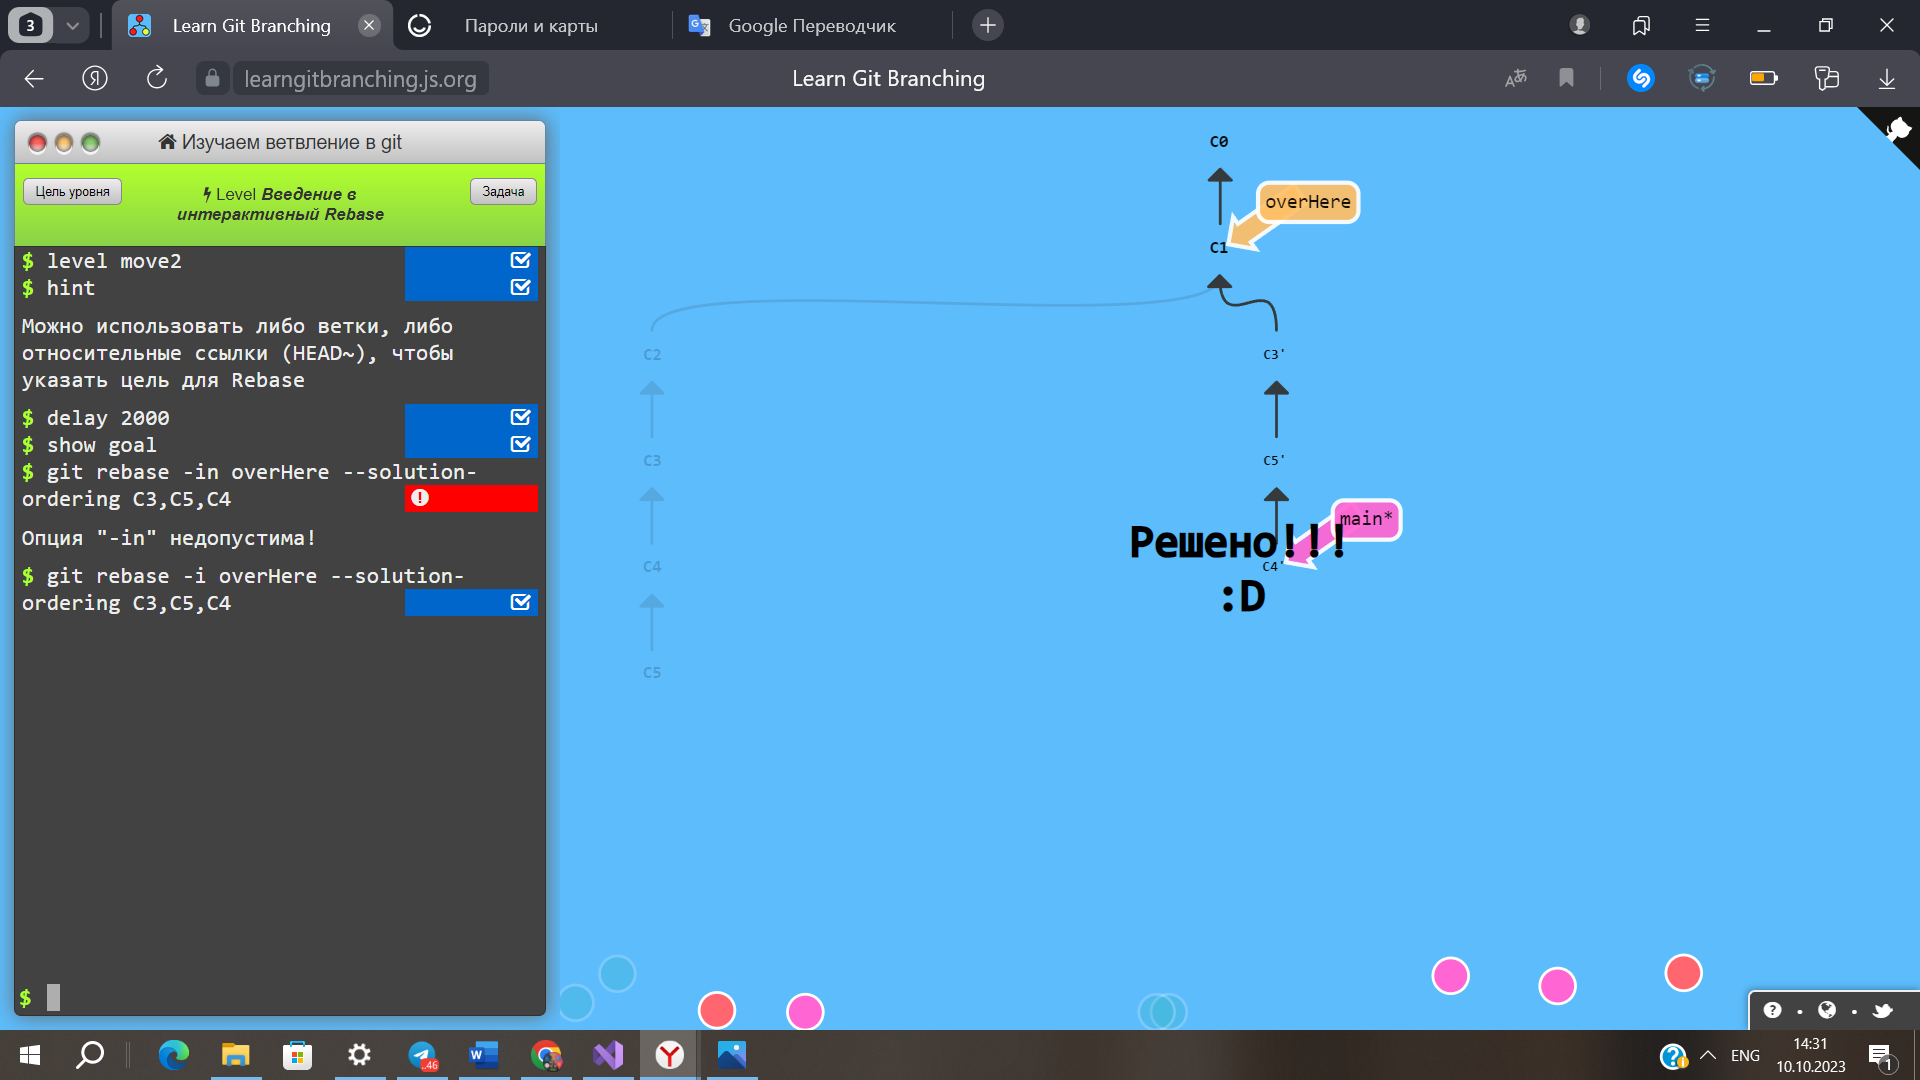 3
Learn Git Branching
Пароли и карты
Google Переводчик
learngitbranching.js.org
Learn Git Branching
Изучаем ветвление в git
Цель уровня
Level Введение в
интерактивный Rebase
Задача
$ level move2
$ hint
Можно использовать либо ветки, либо
относительные ссылки (HEAD~), чтобы
указать цель для Rebase
$ delay 2000
$ show goal
$ git rebase -in overHere --solution-
ordering C3,C5,C4
Опция "-in" недопустима!
$ git rebase -i overHere --solution-
ordering C3,C5,C4
$
C0
overHere
C1
C2
C3'
C3
C5'
main*
Решено!!!
C4
C4'
:D
C5
ENG
14:31
10.10.2023
46
1